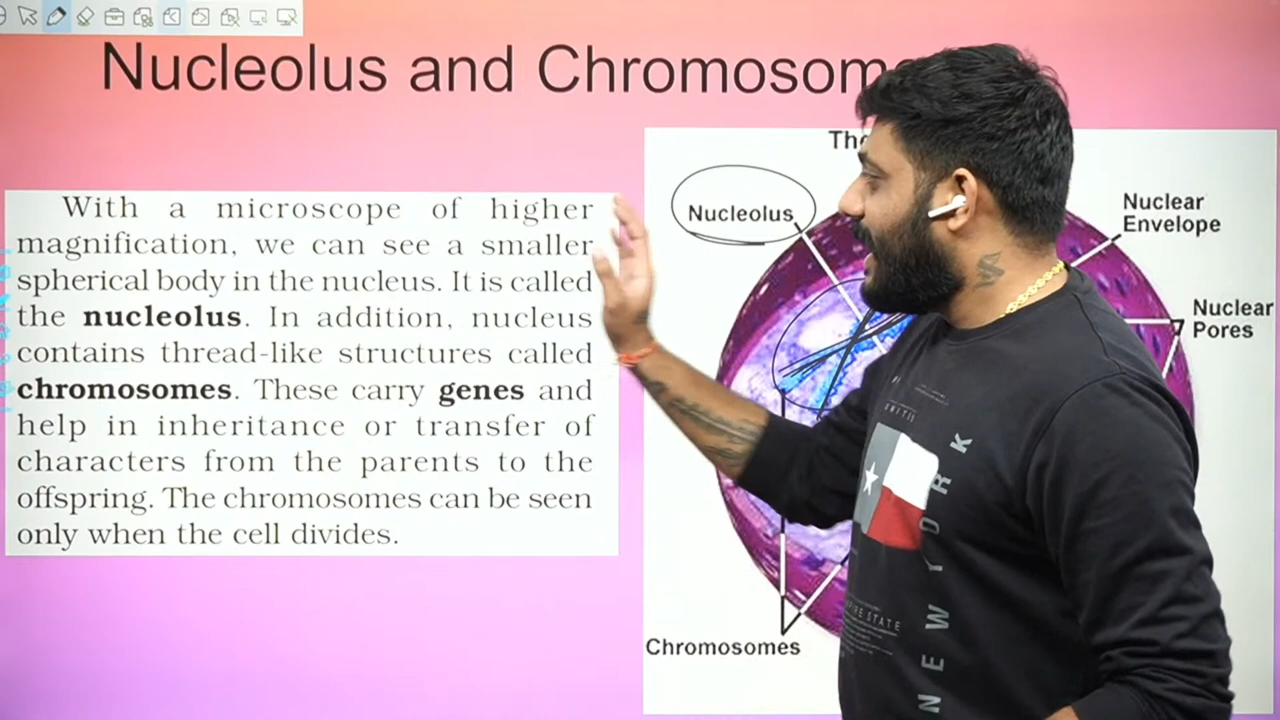 Nucleolus and Chromosom
With a microscope of higher
magnification, we can see a smaller
spherical body in the nucleus. It is called
the nucleolus. In addition, nucleus
contains thread-like structures called
chromosomes. These carry genes and
help in inheritance or transfer of
characters from the parents to the
offspring. The chromosomes can be seen
only when the cell divides.
The
Nucleolus
Nuclear
Envelope
Nuclear
Pores
Chromosomes
NEW YORK